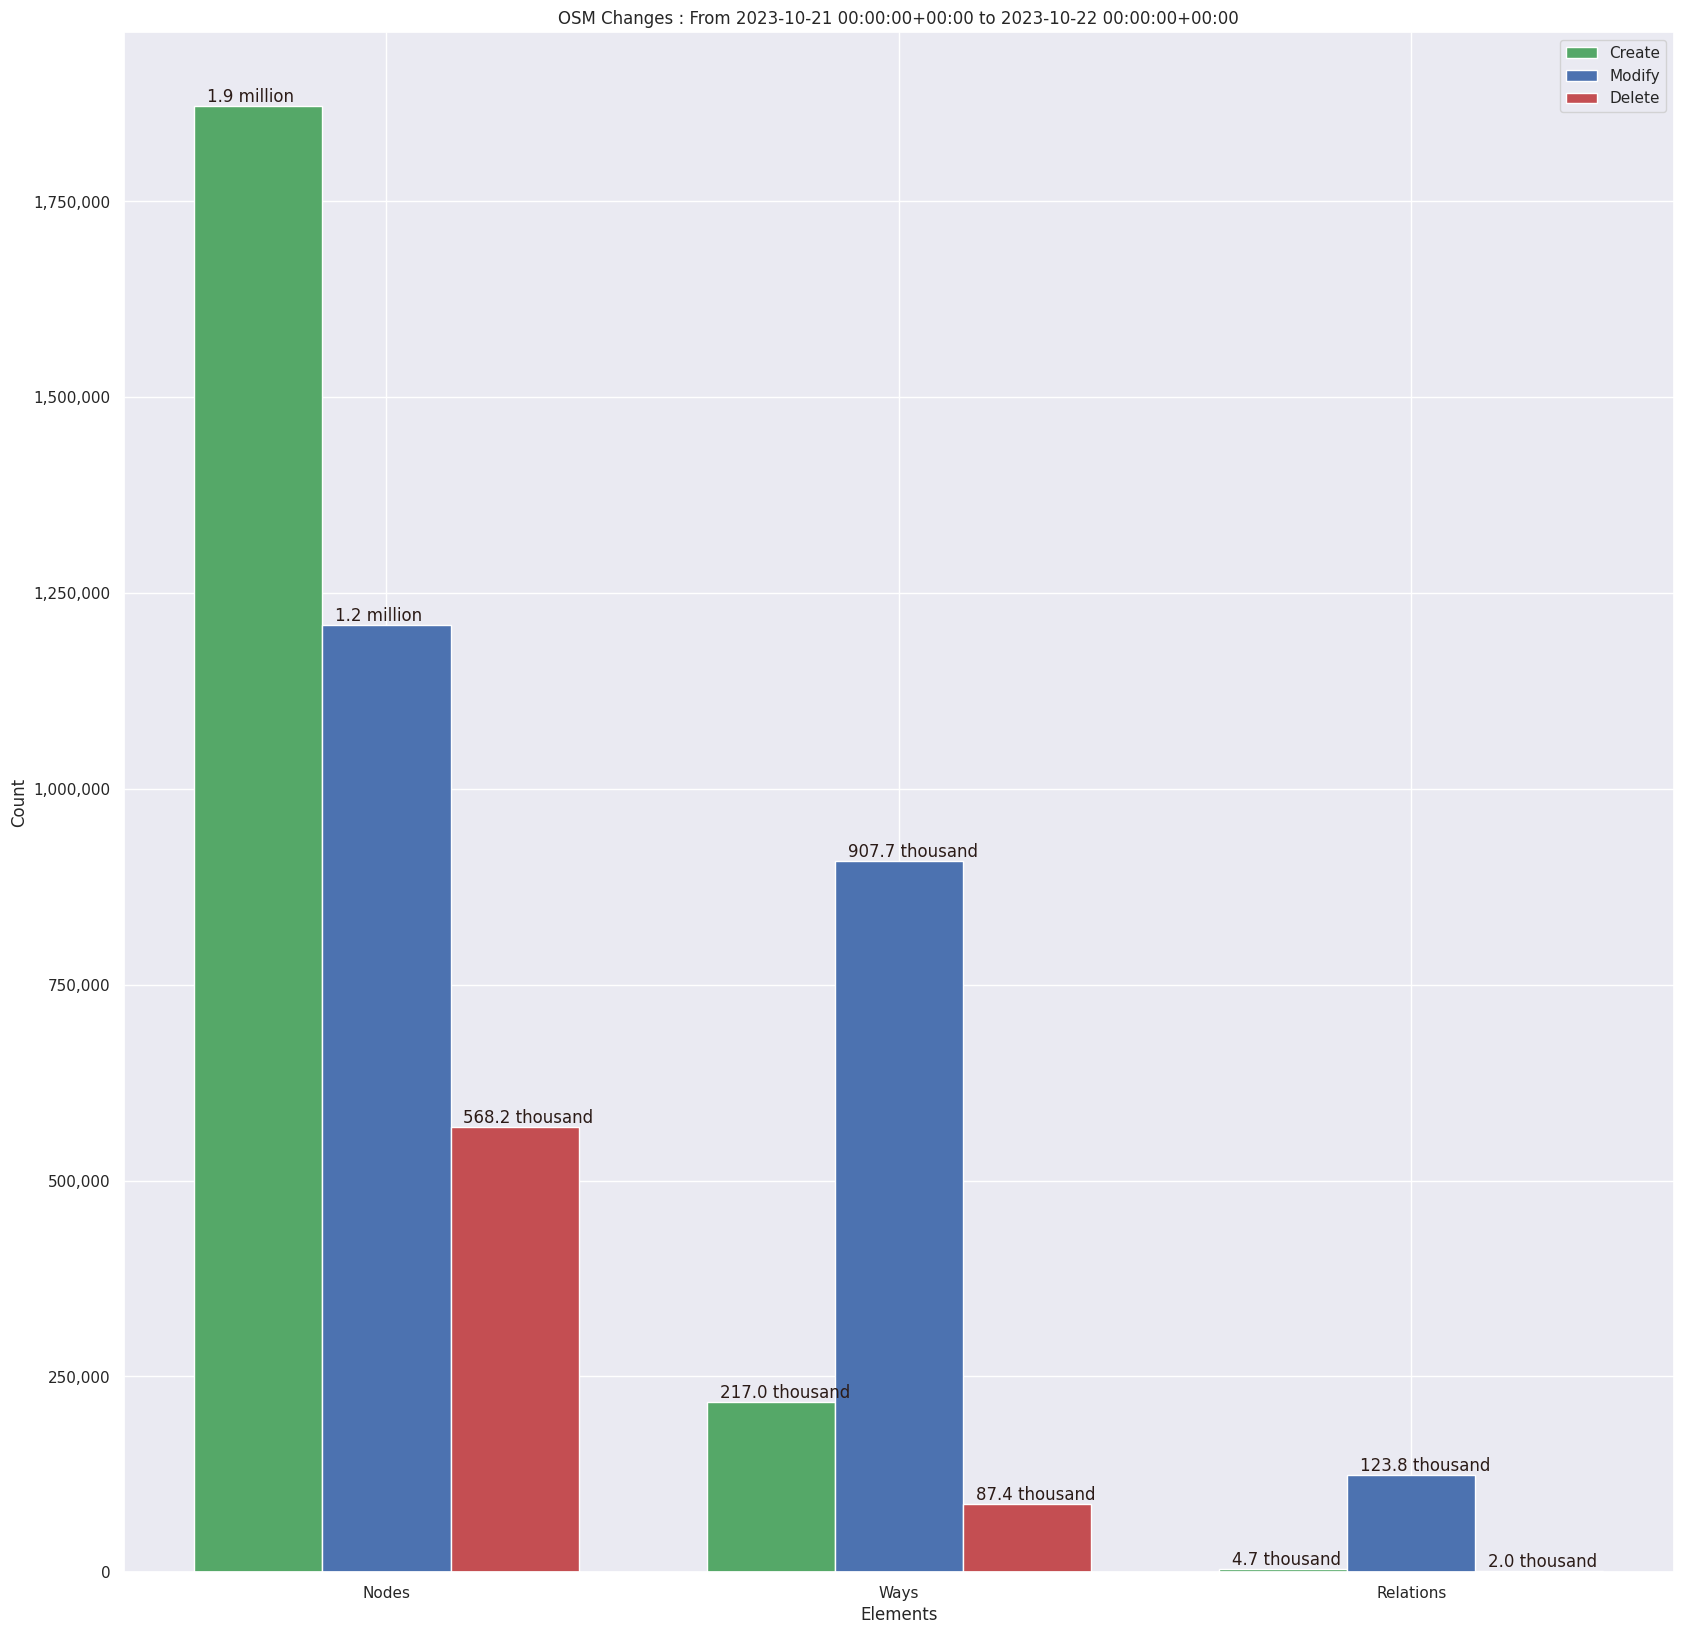 OSM Changes : From 2023-10-21 00:00:00+00:00 to 2023-10-22 00:00:00+00:00
Create
Modify
Delete
1.9 million
1,750,000
1,500,000
1,250,000
1.2 million
1,000,000
Count
907.7 thousand
750,000
568.2 thousand
500,000
250,000
217.0 thousand
123.8 thousand
87.4 thousand
4.7 thousand
2.0 thousand
0
Nodes
Ways
Relations
Elements